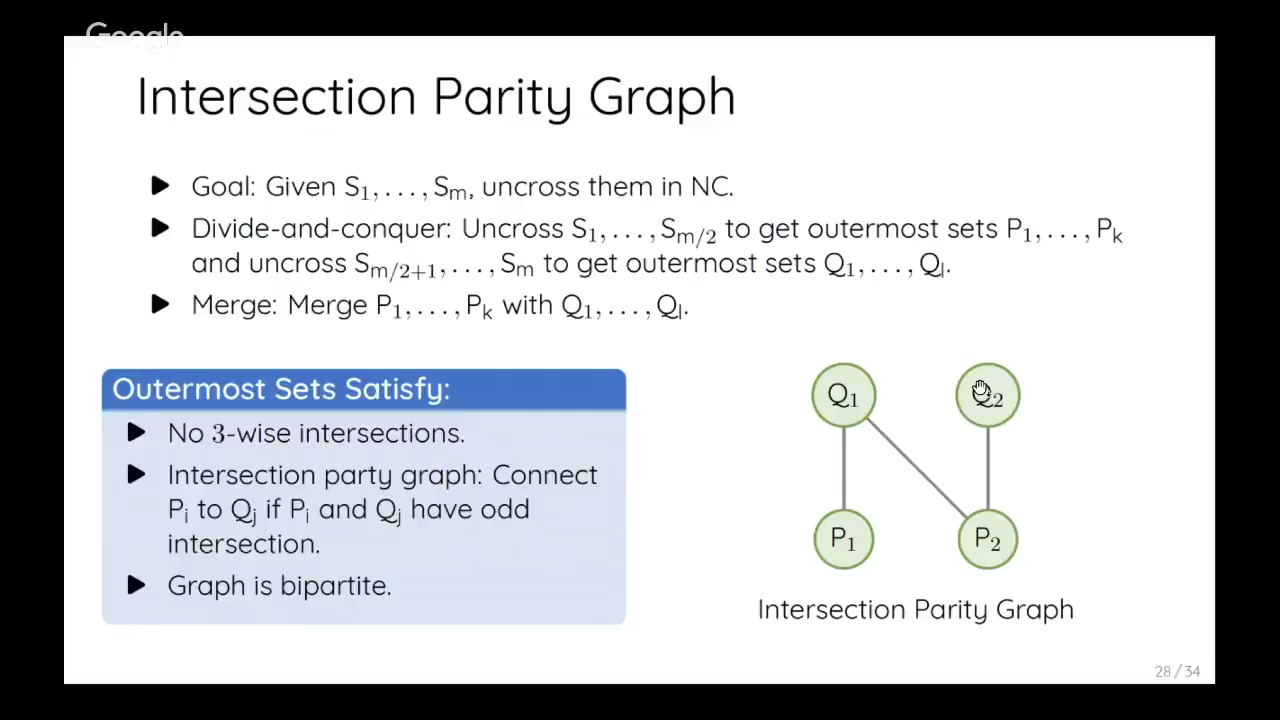 Google
Intersection Parity Graph
Goal: Given S₁, . . . , Sₘ, uncross them in NC.
Divide-and-conquer: Uncross S₁, . . . , Sₘ/₂ to get outermost sets P₁, . . . , Pₖ
and uncross Sₘ/₂₊₁, . . . , Sₘ to get outermost sets Q₁, . . . , Qₗ.
Merge: Merge P₁, . . . , Pₖ with Q₁, . . . , Qₗ.
Outermost Sets Satisfy:
No 3-wise intersections.
Intersection party graph: Connect
Pᵢ to Qⱼ if Pᵢ and Qⱼ have odd
intersection.
Graph is bipartite.
Q₁
Q₂
P₁
P₂
Intersection Parity Graph
28 / 34